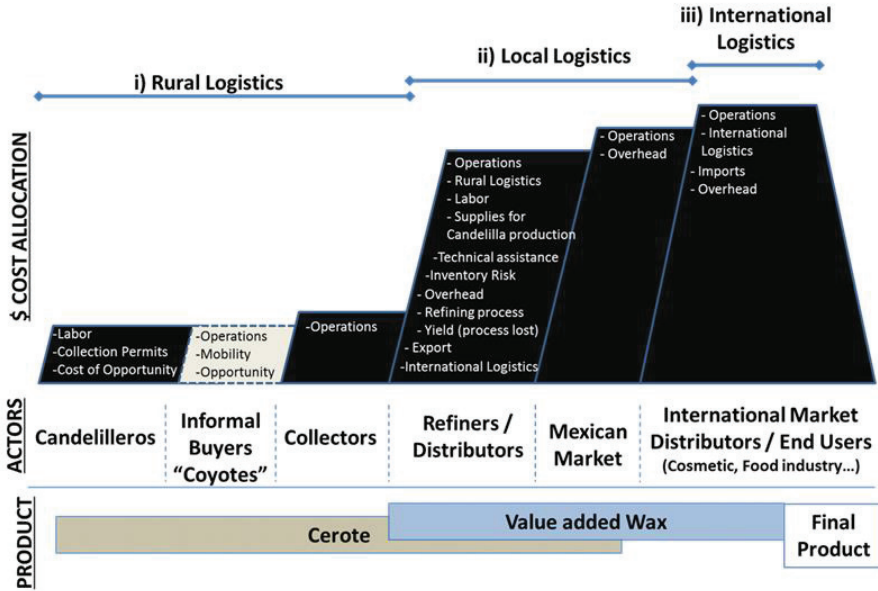 iii) International
Logistics
ii) Local Logistics
i) Rural Logistics
$ COST ALLOCATION
-Labor
-Collection Permits
-Cost of Opportunity
-Operations
-Mobility
-Opportunity
-Operations
- Operations
- Rural Logistics
- Labor
- Supplies for
Candelilla production
-Technical assistance
-Inventory Risk
- Overhead
- Refining process
- Yield (process lost)
- Export
-International Logistics
- Operations
- Overhead
- Operations
- International
Logistics
- Imports
- Overhead
ACTORS
Candelilleros
Informal
Buyers
“Coyotes”
Collectors
Refiners /
Distributors
Mexican
Market
International Market
Distributors / End Users
(Cosmetic, Food industry...)
PRODUCT
Cerote
Value added Wax
Final
Product